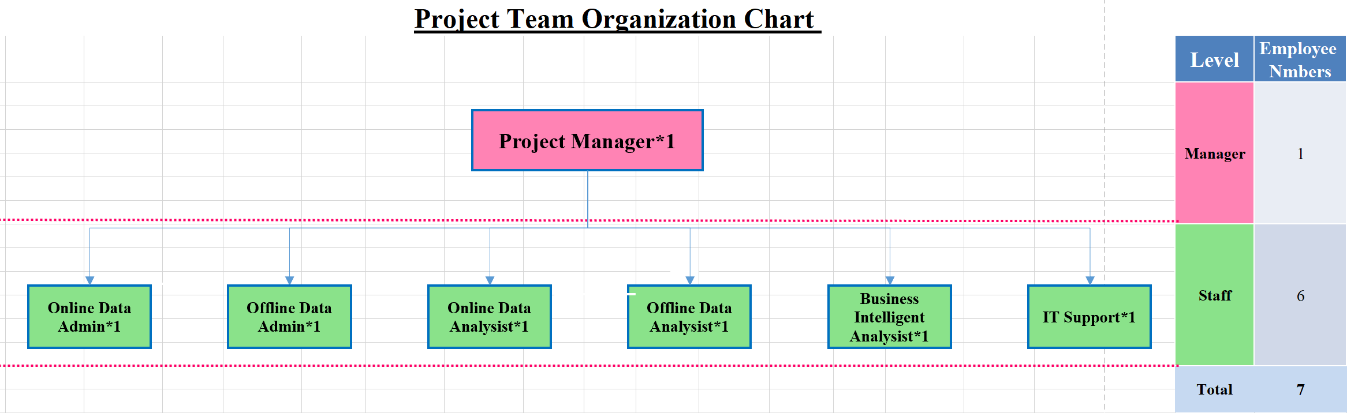 Project Team Organization Chart
Level
Employee
Nmbers
Project Manager*1
Manager
1
Online Data
Admin*1
Offline Data
Admin*1
Online Data
Analysist*1
Offline Data
Analysist*1
Business
Intelligent
Analysist*1
IT Support*1
Staff
6
Total
7